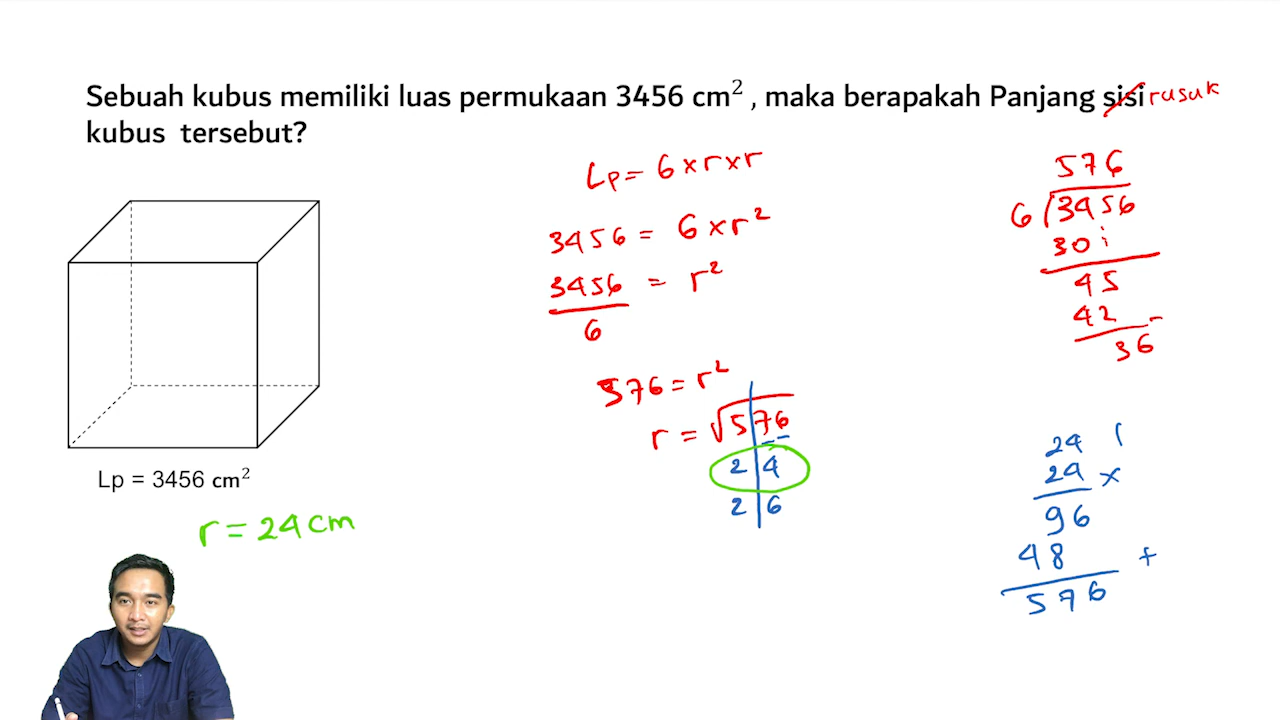 Sebuah kubus memiliki luas permukaan 3456 cm², maka berapakah Panjang sisi rusuk
kubus tersebut?
Lp = 3456 cm²
r = 24 cm
Lp = 6 x r x r
3456 = 6 x r²
3456 = r²
6
576 = r²
r = √576
2 4
2 6
576
6 3456
30
45
42 -
36
24
24 x
96
48 +
576